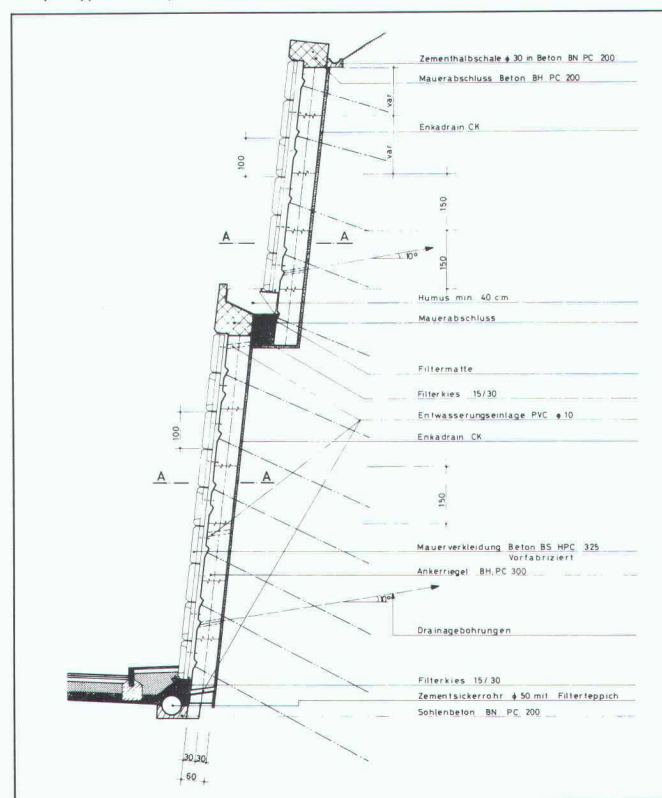 Zementhalbschale ϕ 30 in Beton BN PC 200
Mauerabschluss Beton BH PC 200
var
Enkadrain CK
var
100
150
A A
150
10°
Humus min. 40 cm
Mauerabschluss
Filtermatte
Filterkies 15/30
Entwasserungseinlage PVC ϕ 10
100
Enkadrain CK
A A
150
Mauerverkleidung Beton BS HPC 325
Vorfabriziert
Ankerriegel BH, PC 300
10°
Drainagebohrungen
Filterkies 15/30
Zementsickerrohr ϕ 50 mit Filterteppich
Sohlenbeton BN PC 200
30 30
60